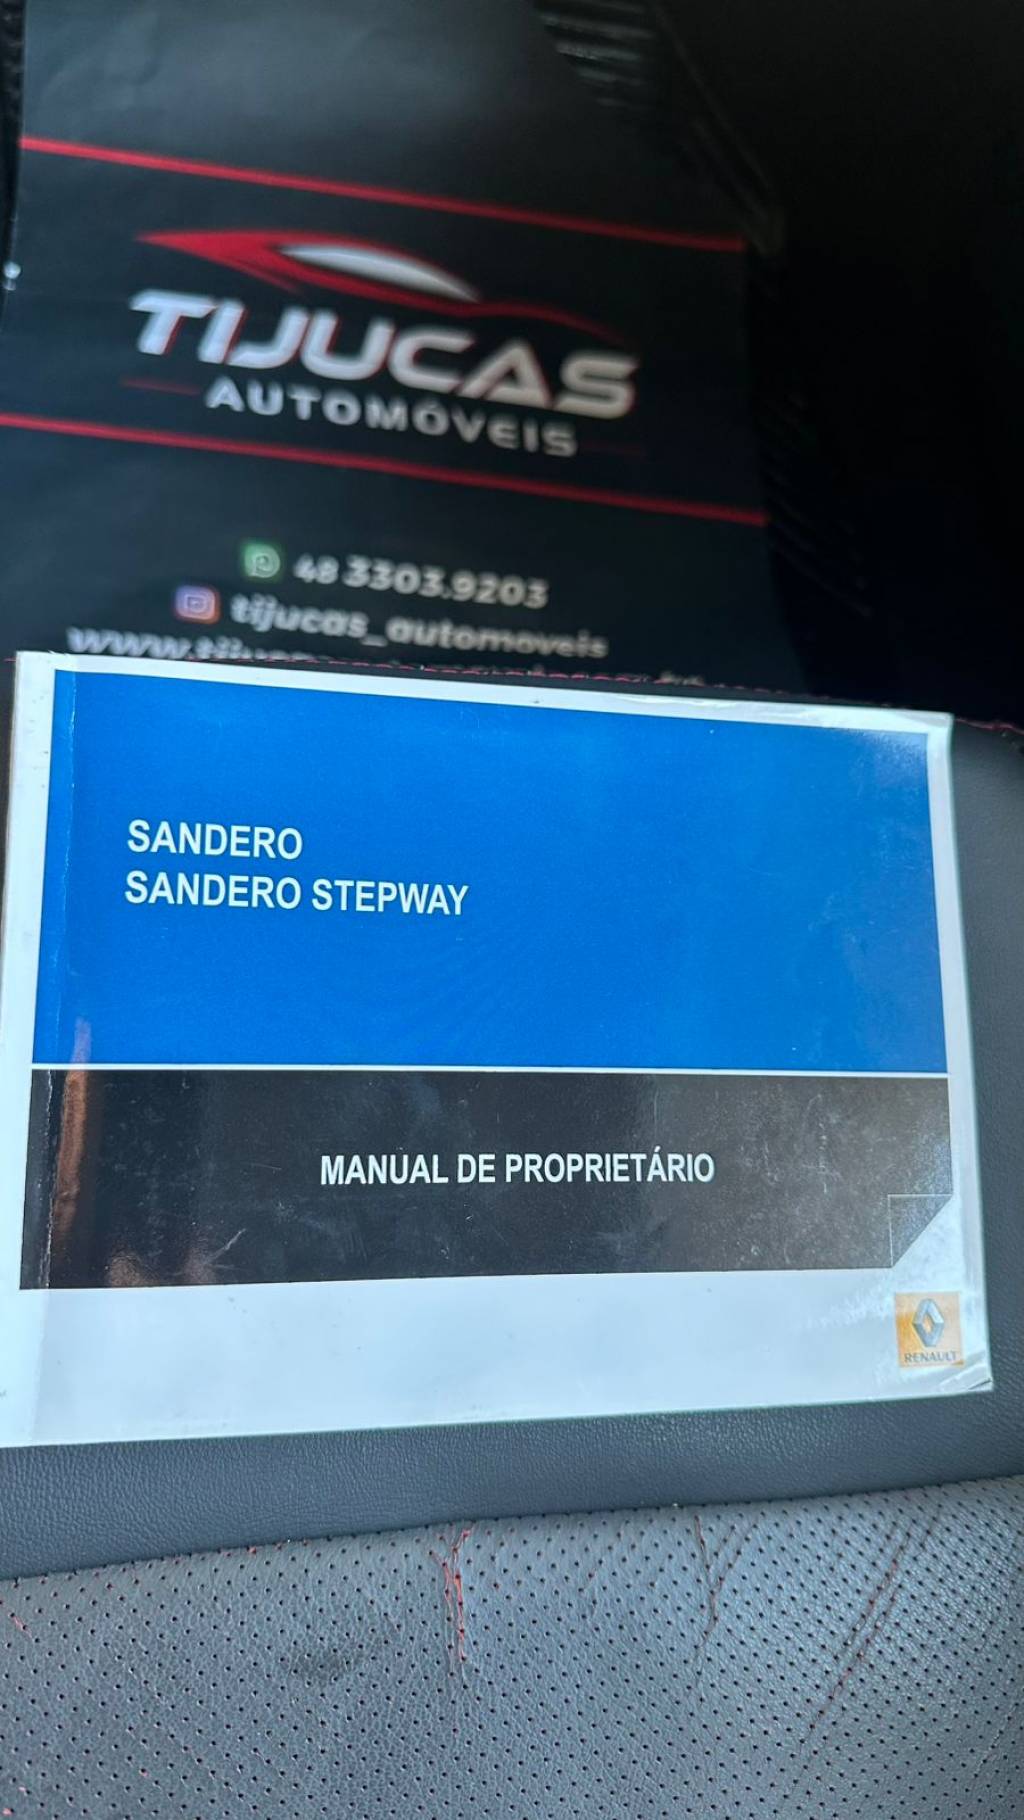 TIJUCAS
AUTOMÓVEIS
48 3303.9203
tijucas_automoveis
SANDERO
SANDERO STEPWAY
MANUAL DE PROPRIETÁRIO
RENAULT